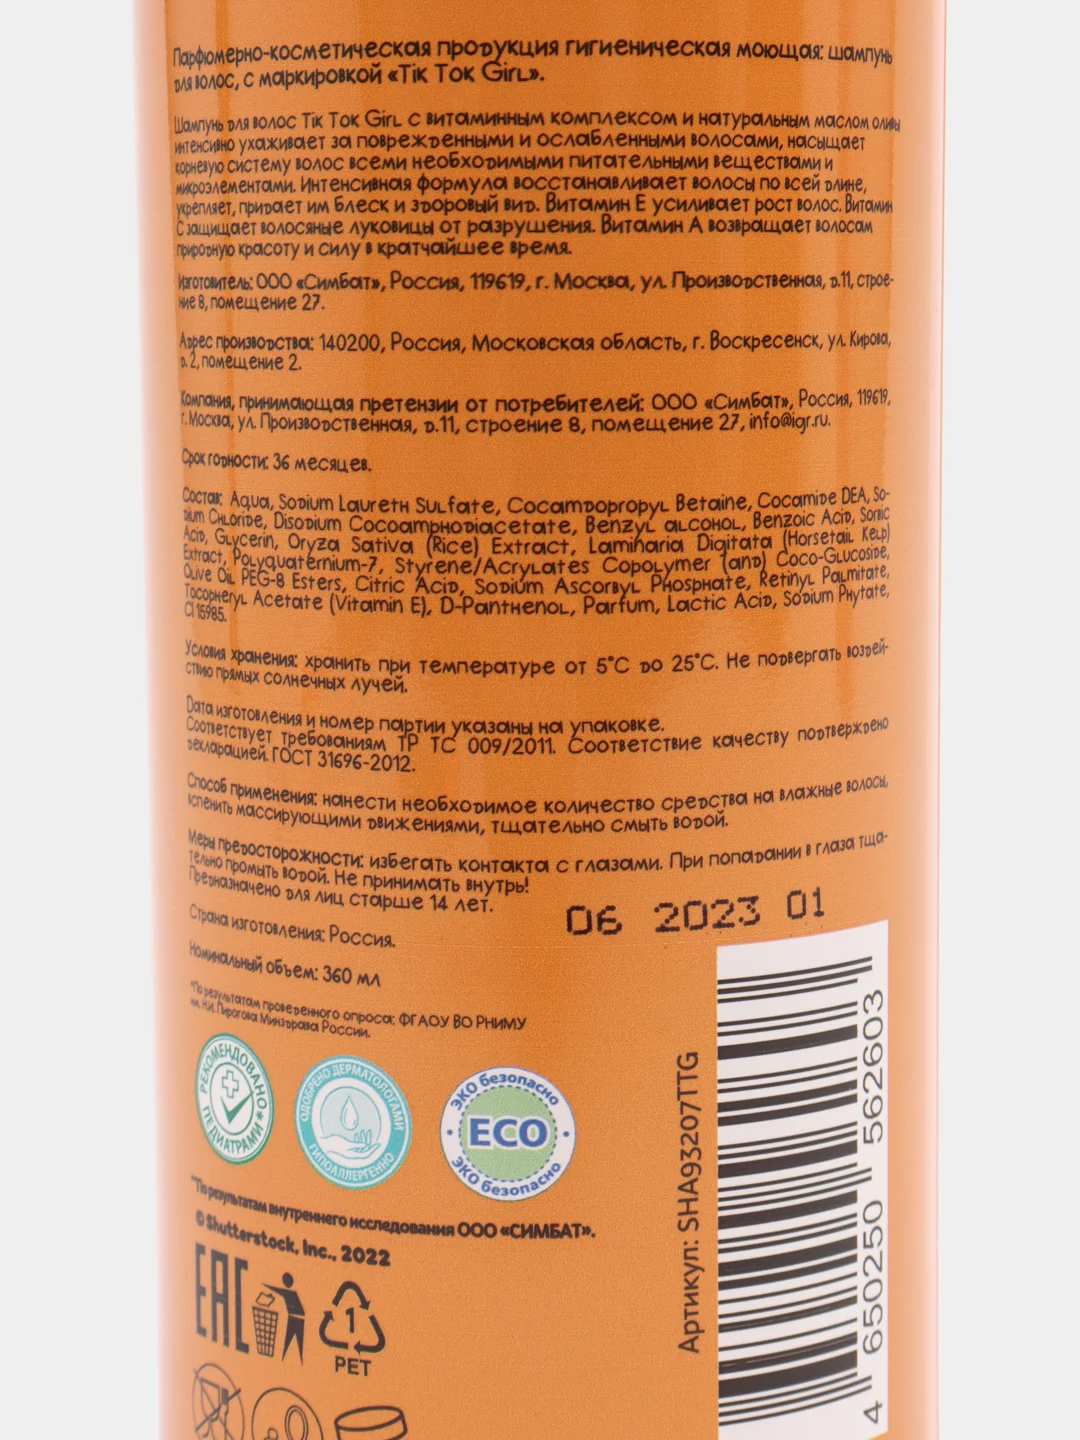 Парфюмерно-косметическая продукция гигиеническая моющая: шампунь
для волос, с маркировкой «Tik Tok Girl».
Шампунь для волос Tik Tok Girl с витаминным комплексом и натуральным маслом оливы
интенсивно ухаживает за поврежденными и ослабленными волосами, насыщает
корневую систему волос всеми необходимыми питательными веществами и
микроэлементами. Интенсивная формула восстанавливает волосы по всей длине,
укрепляет, придает им блеск и здоровый вид. Витамин Е усиливает рост волос. Витамин
С защищает волосяные луковицы от разрушения. Витамин А возвращает волосам
природную красоту и силу в кратчайшее время.
Изготовитель: ООО «Симбат», Россия, 119619, г. Москва, ул. Производственная, д.11, строе-
ние 8, помещение 27.
Адрес производства: 140200, Россия, Московская область, г. Воскресенск, ул. Кирова,
д. 2, помещение 2.
Компания, принимающая претензии от потребителей: ООО «Симбат», Россия, 119619,
г. Москва, ул. Производственная, д.11, строение 8, помещение 27, info@igr.ru.
Срок годности: 36 месяцев.
Состав: Aqua, Sodium Laureth Sulfate, Cocamdopropyl Betaine, Cocamide DEA, So-
dium Chloride, Disodium Cocoamphodiacetate, Benzyl alcohol, Benzoic Acid, Sorbic
Acid, Glycerin, Oryza Sativa (Rice) Extract, Laminaria Digitata (Horsetail Kelp)
Extract, Polyquaternium-7, Styrene/Acrylates Copolymer (and) Coco-Glucoside,
Olive Oil PEG-8 Esters, Citric Acid, Sodium Ascorbyl Phosphate, Retinyl Palmitate,
Tocopheryl Acetate (Vitamin E), D-Panthenol, Parfum, Lactic Acid, Sodium Phytate,
CI 15985.
Условия хранения: хранить при температуре от 5°С до 25°С. Не подвергать воздей-
ствию прямых солнечных лучей.
Дата изготовления и номер партии указаны на упаковке.
Соответствует требованиям ТР ТС 009/2011. Соответствие качеству подтверждено
декларацией. ГОСТ 31696-2012.
Способ применения: нанести необходимое количество средства на влажные волосы,
вспенить массирующими движениями, тщательно смыть водой.
Меры предосторожности: избегать контакта с глазами. При попадании в глаза тща-
тельно промыть водой. Не принимать внутрь!
Предназначено для лиц старше 14 лет.
06 2023 01
Страна изготовления: Россия.
Номинальный объем: 360 мл
*По результатам проведенного опроса: ФГАОУ ВО РНИМУ
им. Н.И. Пирогова Минздрава России.
РЕКОМЕНДОВАНО
ПЕДИАТРАМИ*
ОДОБРЕНО ДЕРМАТОЛОГАМИ
ГИПОАЛЛЕРГЕННО
ЭКО безопасно
ECO
ЭКО безопасно
**По результатам внутреннего исследования ООО «СИМБАТ».
© Shutterstock, Inc., 2022
EAC
1
PET
Артикул: SHA93207TTG
4 650250 562603